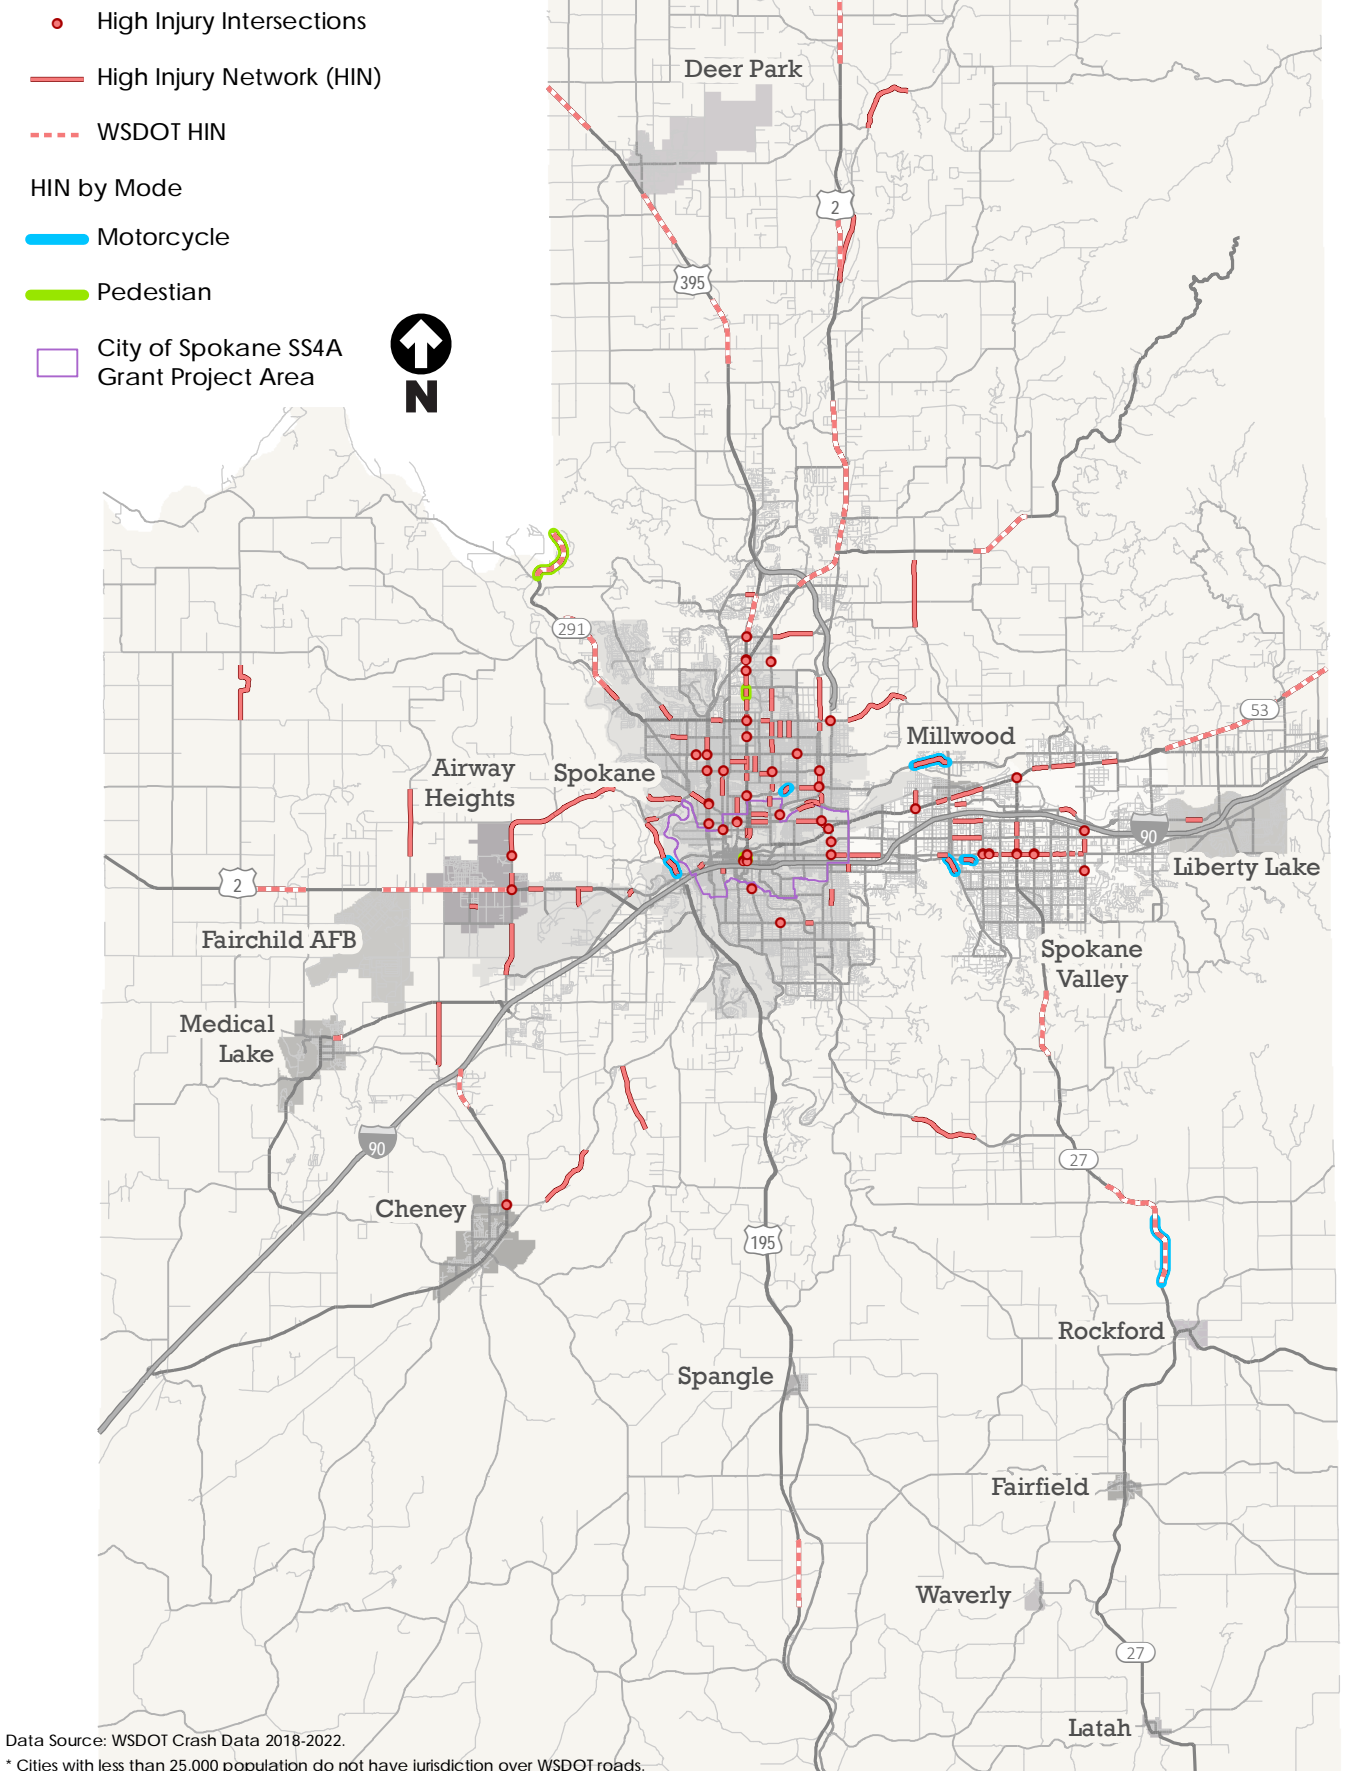 High Injury Intersections
High Injury Network (HIN)
WSDOT HIN
HIN by Mode
Motorcycle
Pedestian
City of Spokane SS4A
Grant Project Area
N
Deer Park
2
395
291
53
Millwood
Airway
Heights
Spokane
90
2
Liberty Lake
Fairchild AFB
Spokane
Valley
Medical
Lake
90
27
Cheney
195
Rockford
Spangle
Fairfield
Waverly
27
Latah
Data Source: WSDOT Crash Data 2018-2022.
* Cities with less than 25,000 population do not have jurisdiction over WSDOT roads.